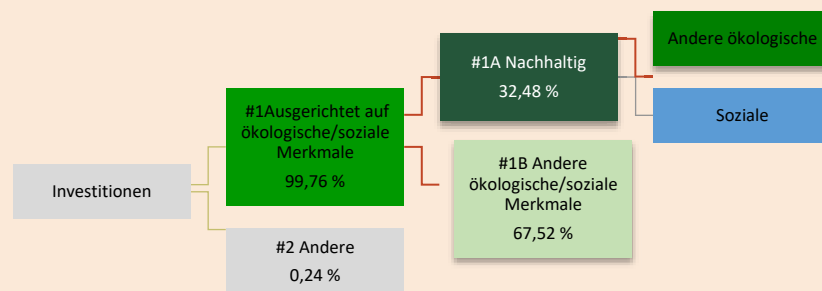 Investitionen
#1Ausgerichtet auf
ökologische/soziale
Merkmale
99,76 %
#2 Andere
0,24 %
#1A Nachhaltig
32,48 %
#1B Andere
ökologische/soziale
Merkmale
67,52 %
Andere ökologische
Soziale